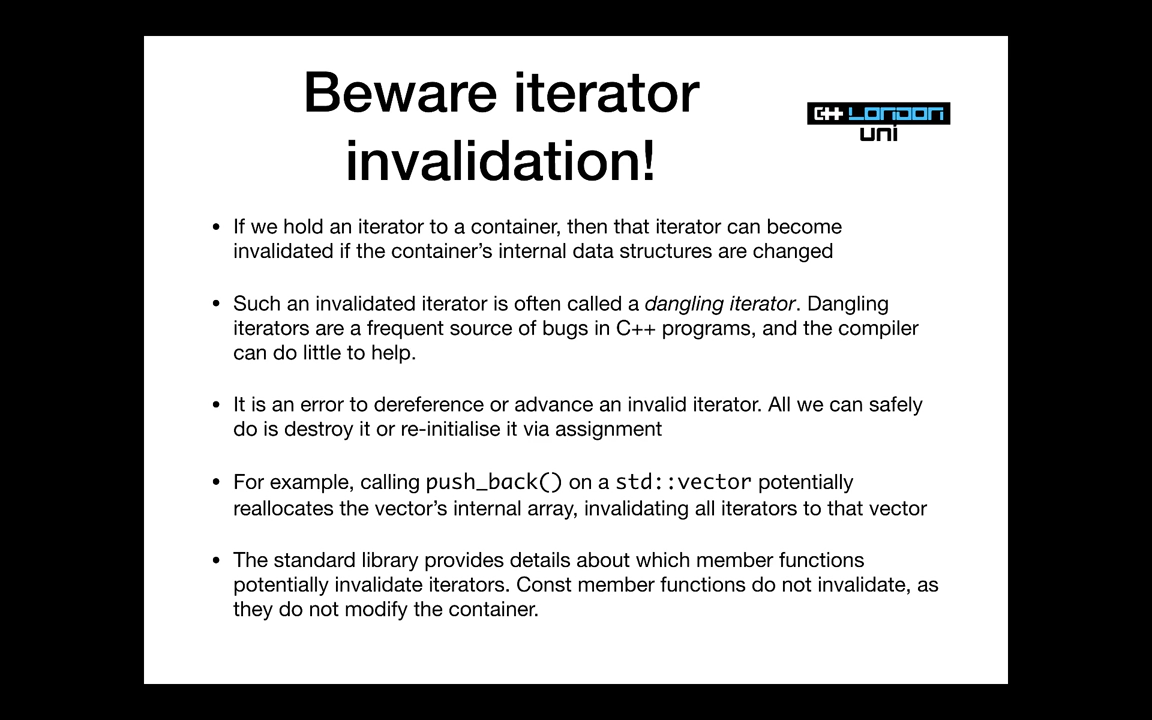 Beware iterator
invalidation!
C++ LONDON
uni
• If we hold an iterator to a container, then that iterator can become
invalidated if the container’s internal data structures are changed
• Such an invalidated iterator is often called a dangling iterator. Dangling
iterators are a frequent source of bugs in C++ programs, and the compiler
can do little to help.
• It is an error to dereference or advance an invalid iterator. All we can safely
do is destroy it or re-initialise it via assignment
• For example, calling push_back() on a std::vector potentially
reallocates the vector’s internal array, invalidating all iterators to that vector
• The standard library provides details about which member functions
potentially invalidate iterators. Const member functions do not invalidate, as
they do not modify the container.